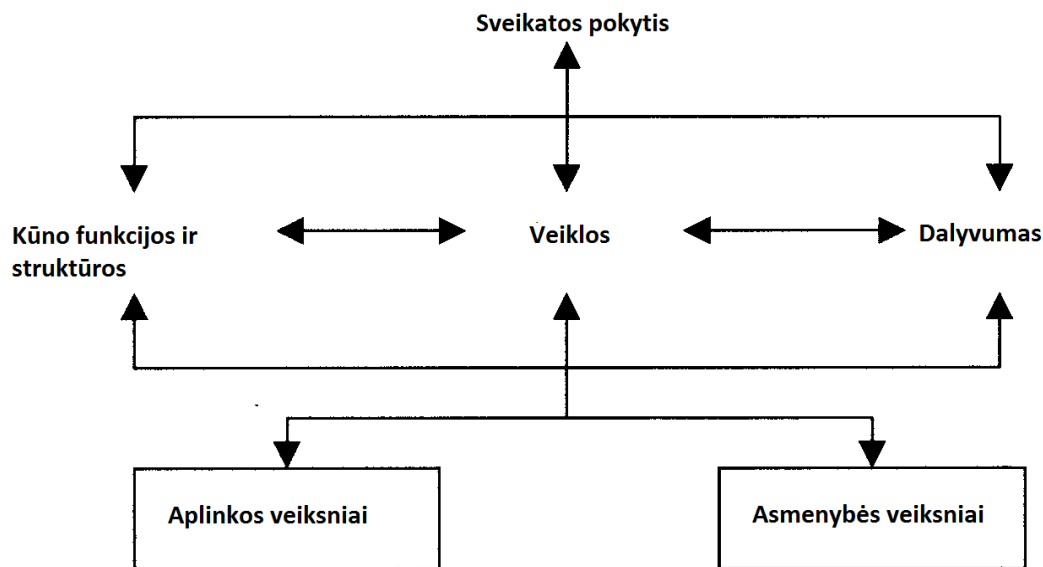 Sveikatos pokytis
Kūno funkcijos ir
struktūros
Veiklos
Dalyvumas
Aplinkos veiksniai
Asmenybės veiksniai